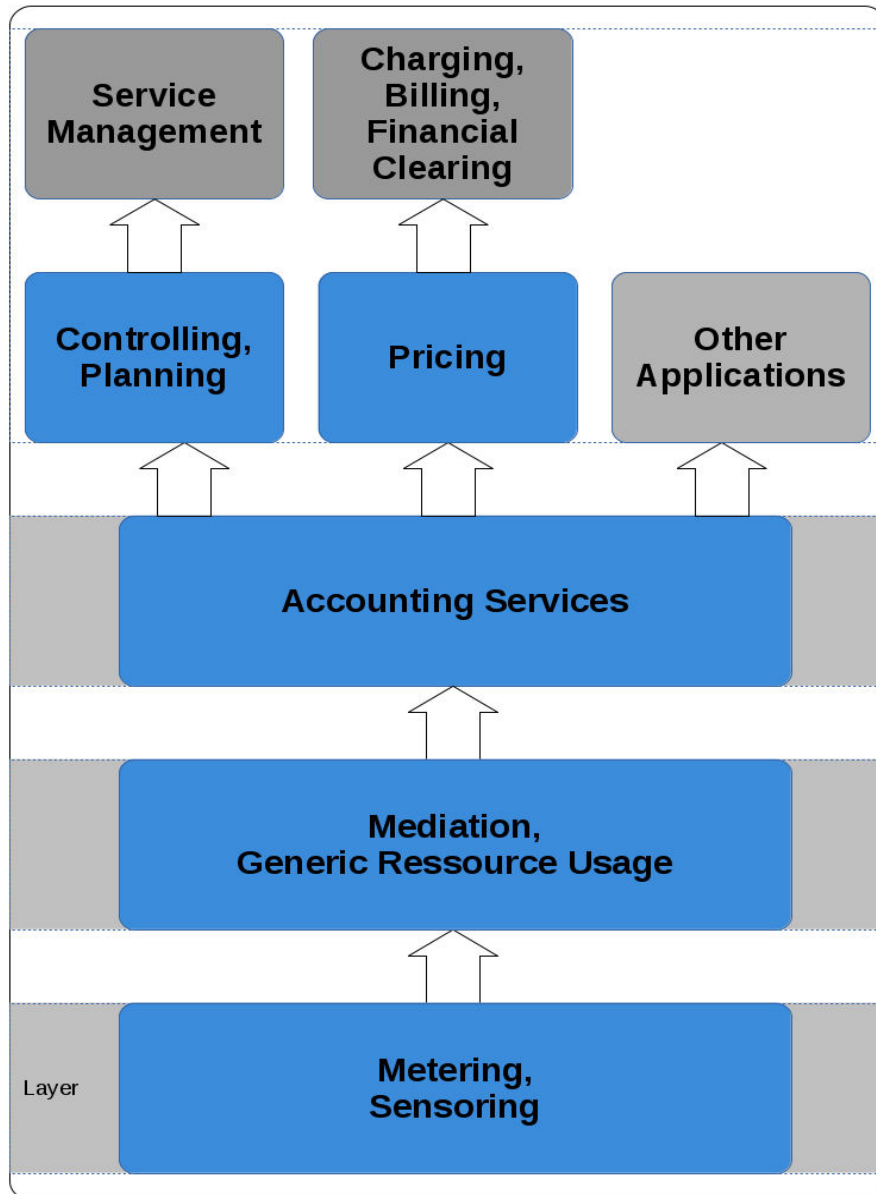 Service
Management
Charging,
Billing,
Financial
Clearing
Controlling,
Planning
Pricing
Other
Applications
Accounting Services
Mediation,
Generic Ressource Usage
Layer
Metering,
Sensoring